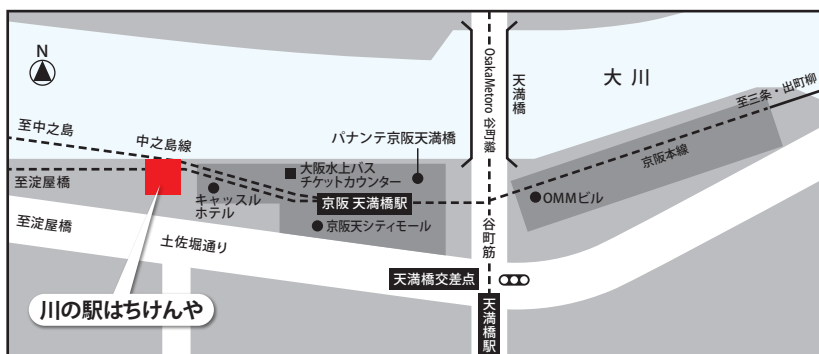 N
大川
至三条・出町柳
OsakaMetoro 谷町線
天満橋
至中之島
中之島線
パナンテ京阪天満橋
京阪本線
大阪水上バス
チケットカウンター
至淀屋橋
キャッスル
ホテル
京阪 天満橋駅
OMMビル
至淀屋橋
京阪天シティモール
谷町筋
土佐堀通り
天満橋交差点
天満橋駅
川の駅はちけんや